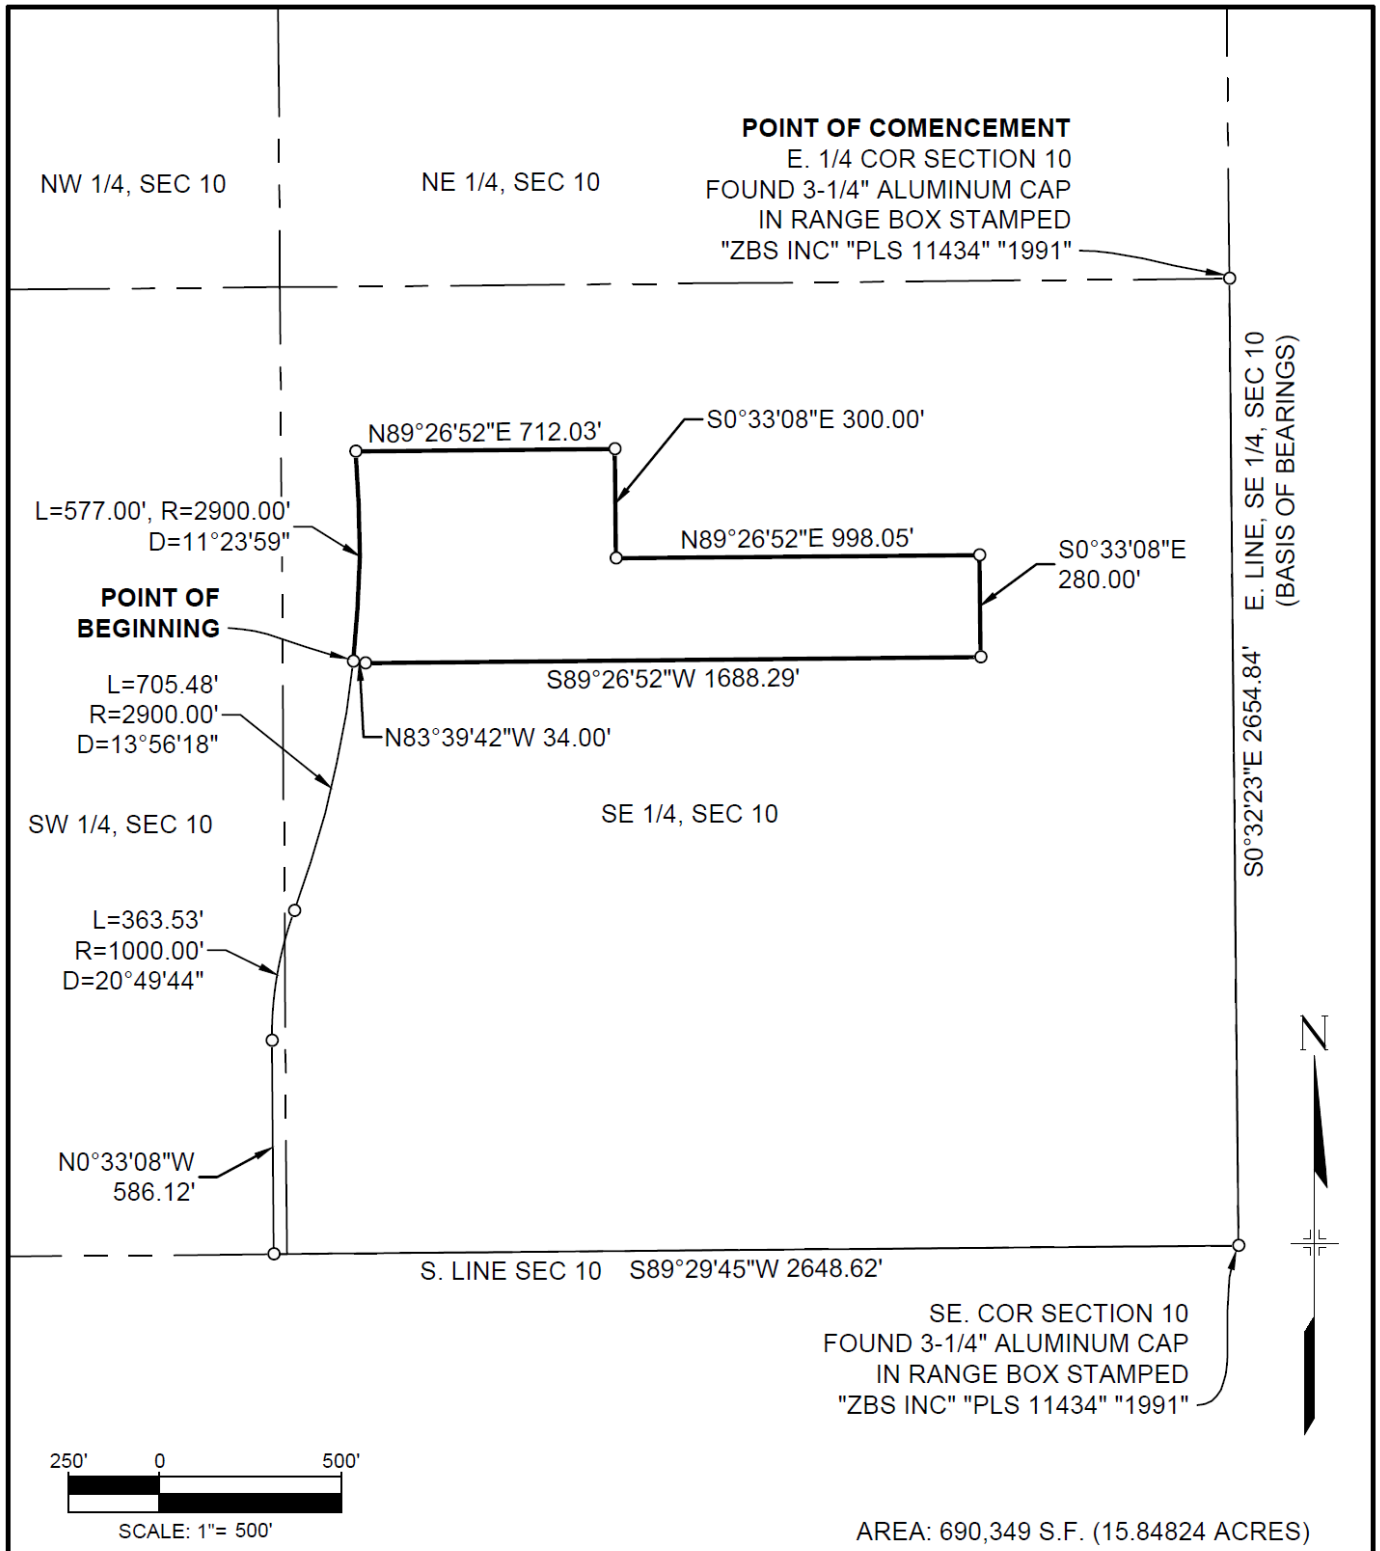 POINT OF COMENCEMENT
E. 1/4 COR SECTION 10
FOUND 3-1/4" ALUMINUM CAP
IN RANGE BOX STAMPED
"ZBS INC" "PLS 11434" "1991"
NW 1/4, SEC 10
NE 1/4, SEC 10
E. LINE, SE 1/4, SEC 10
(BASIS OF BEARINGS)
S0°32'23"E 2654.84'
N89°26'52"E 712.03'
S0°33'08"E 300.00'
L=577.00', R=2900.00'
D=11°23'59"
N89°26'52"E 998.05'
S0°33'08"E
280.00'
POINT OF
BEGINNING
S89°26'52"W 1688.29'
L=705.48'
R=2900.00'
D=13°56'18"
N83°39'42"W 34.00'
SW 1/4, SEC 10
SE 1/4, SEC 10
L=363.53'
R=1000.00'
D=20°49'44"
N
N0°33'08"W
586.12'
S. LINE SEC 10 S89°29'45"W 2648.62'
SE. COR SECTION 10
FOUND 3-1/4" ALUMINUM CAP
IN RANGE BOX STAMPED
"ZBS INC" "PLS 11434" "1991"
250' 0 500'
SCALE: 1"= 500'
AREA: 690,349 S.F. (15.84824 ACRES)